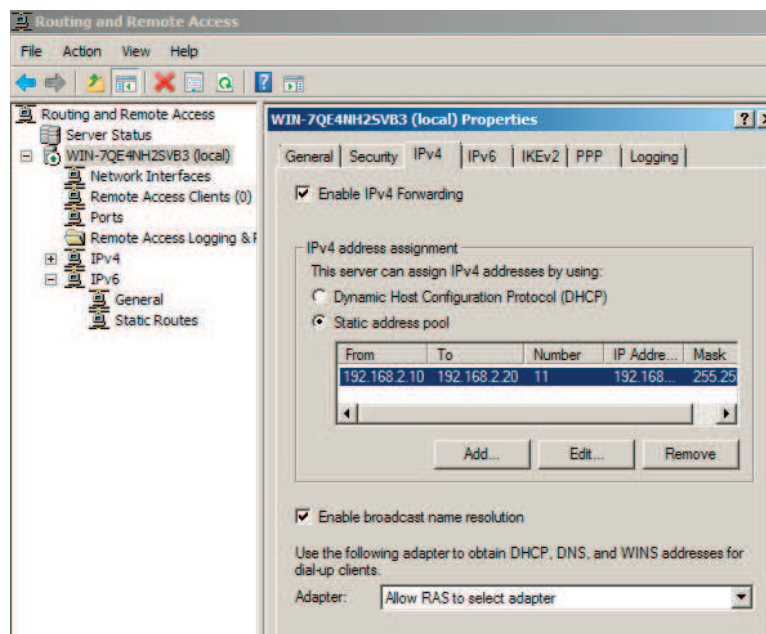 Routing and Remote Access
File Action View Help
Routing and Remote Access
Server Status
WIN-7QE4NH2SVB3 (local)
Network Interfaces
Remote Access Clients (0)
Ports
Remote Access Logging &
IPv4
IPv6
General
Static Routes
WIN-7QE4NH2SVB3 (local) Properties
General Security IPv4 IPv6 IKEv2 PPP Logging
Enable IPv4 Forwarding
IPv4 address assignment
This server can assign IPv4 addresses by using:
Dynamic Host Configuration Protocol (DHCP)
Static address pool
From To Number IP Addre... Mask
192.168.2.10 192.168.2.20 11 192.168... 255.25
Add... Edit... Remove
Enable broadcast name resolution
Use the following adapter to obtain DHCP, DNS, and WINS addresses for
dial-up clients.
Adapter: Allow RAS to select adapter